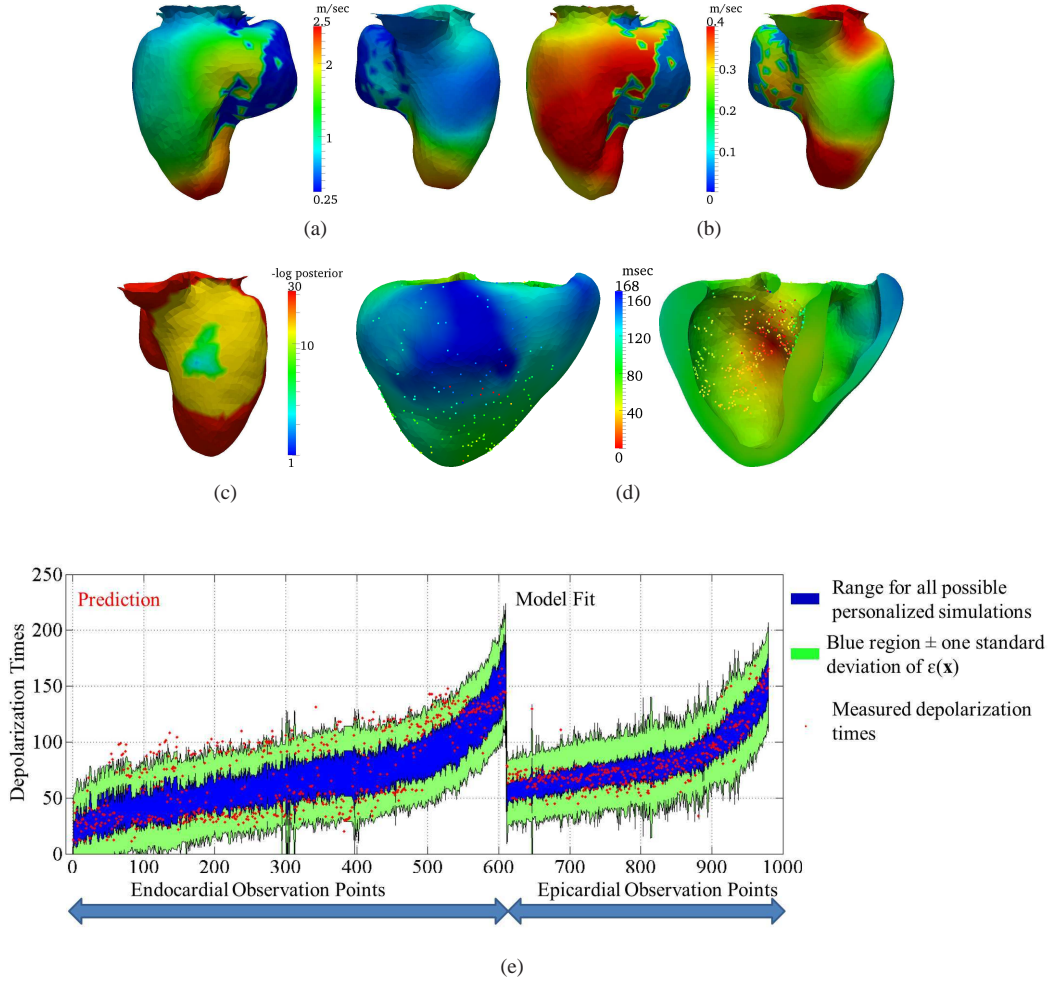 m/sec
2.5
2
1
0.25
(a)
m/sec
0.4
0.3
0.2
0.1
0
(b)
-log posterior
30
10
1
(c)
msec
168
160
120
80
40
0
(d)
250
200
150
100
50
0
Depolarization Times
Prediction
Model Fit
0 100 200 300 400 500 600 700 800 900 1000
Endocardial Observation Points
Epicardial Observation Points
Range for all possible
personalized simulations
Blue region ± one standard
deviation of ε(x)
Measured depolarization
times
(e)